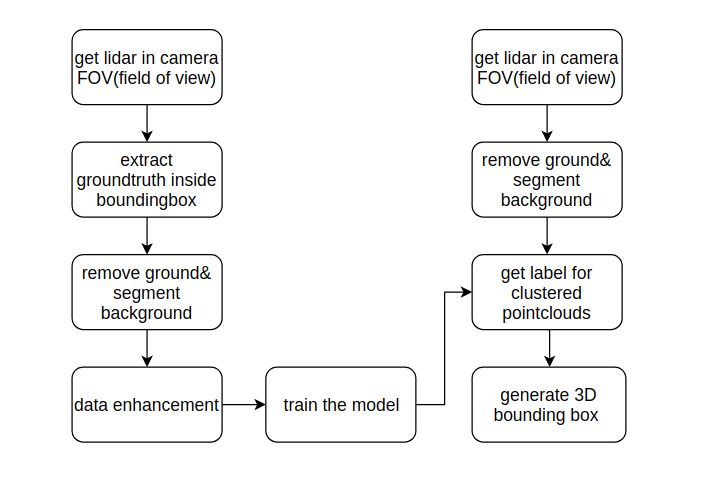 get lidar in camera
FOV(field of view)
extract
groundtruth inside
boundingbox
remove ground&
segment
background
data enhancement
train the model
get lidar in camera
FOV(field of view)
remove ground&
segment
background
get label for
clustered
pointclouds
generate 3D
bounding box